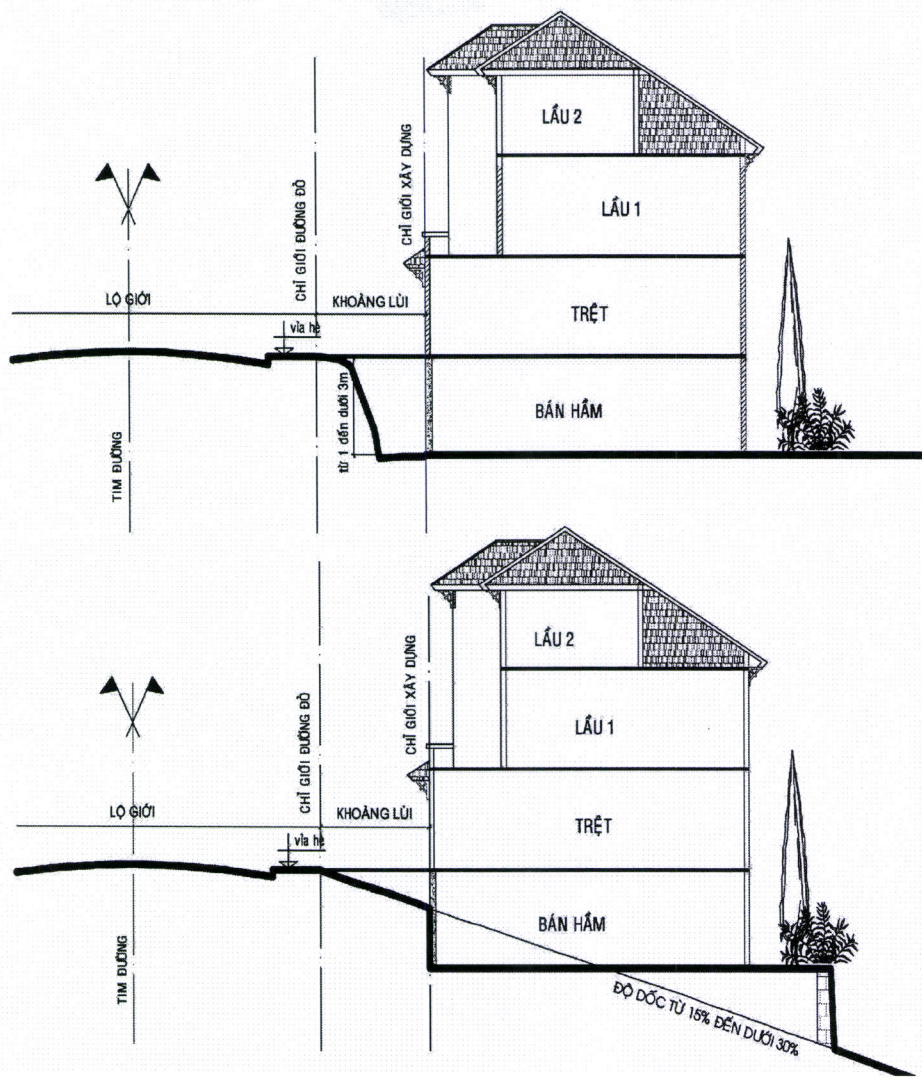 LẦU 2
LẦU 1
TRỆT
BÁN HẦM
CHỈ GIỚI ĐƯỜNG ĐỎ
CHỈ GIỚI XÂY DỰNG
LỘ GIỚI
KHOẢNG LÙI
vỉa hè
từ 1 đến dưới 3m
TIM ĐƯỜNG
LẦU 2
LẦU 1
TRỆT
BÁN HẦM
CHỈ GIỚI ĐƯỜNG ĐỎ
CHỈ GIỚI XÂY DỰNG
LỘ GIỚI
KHOẢNG LÙI
vỉa hè
TIM ĐƯỜNG
ĐỘ DỐC TỪ 15% ĐẾN DƯỚI 30%